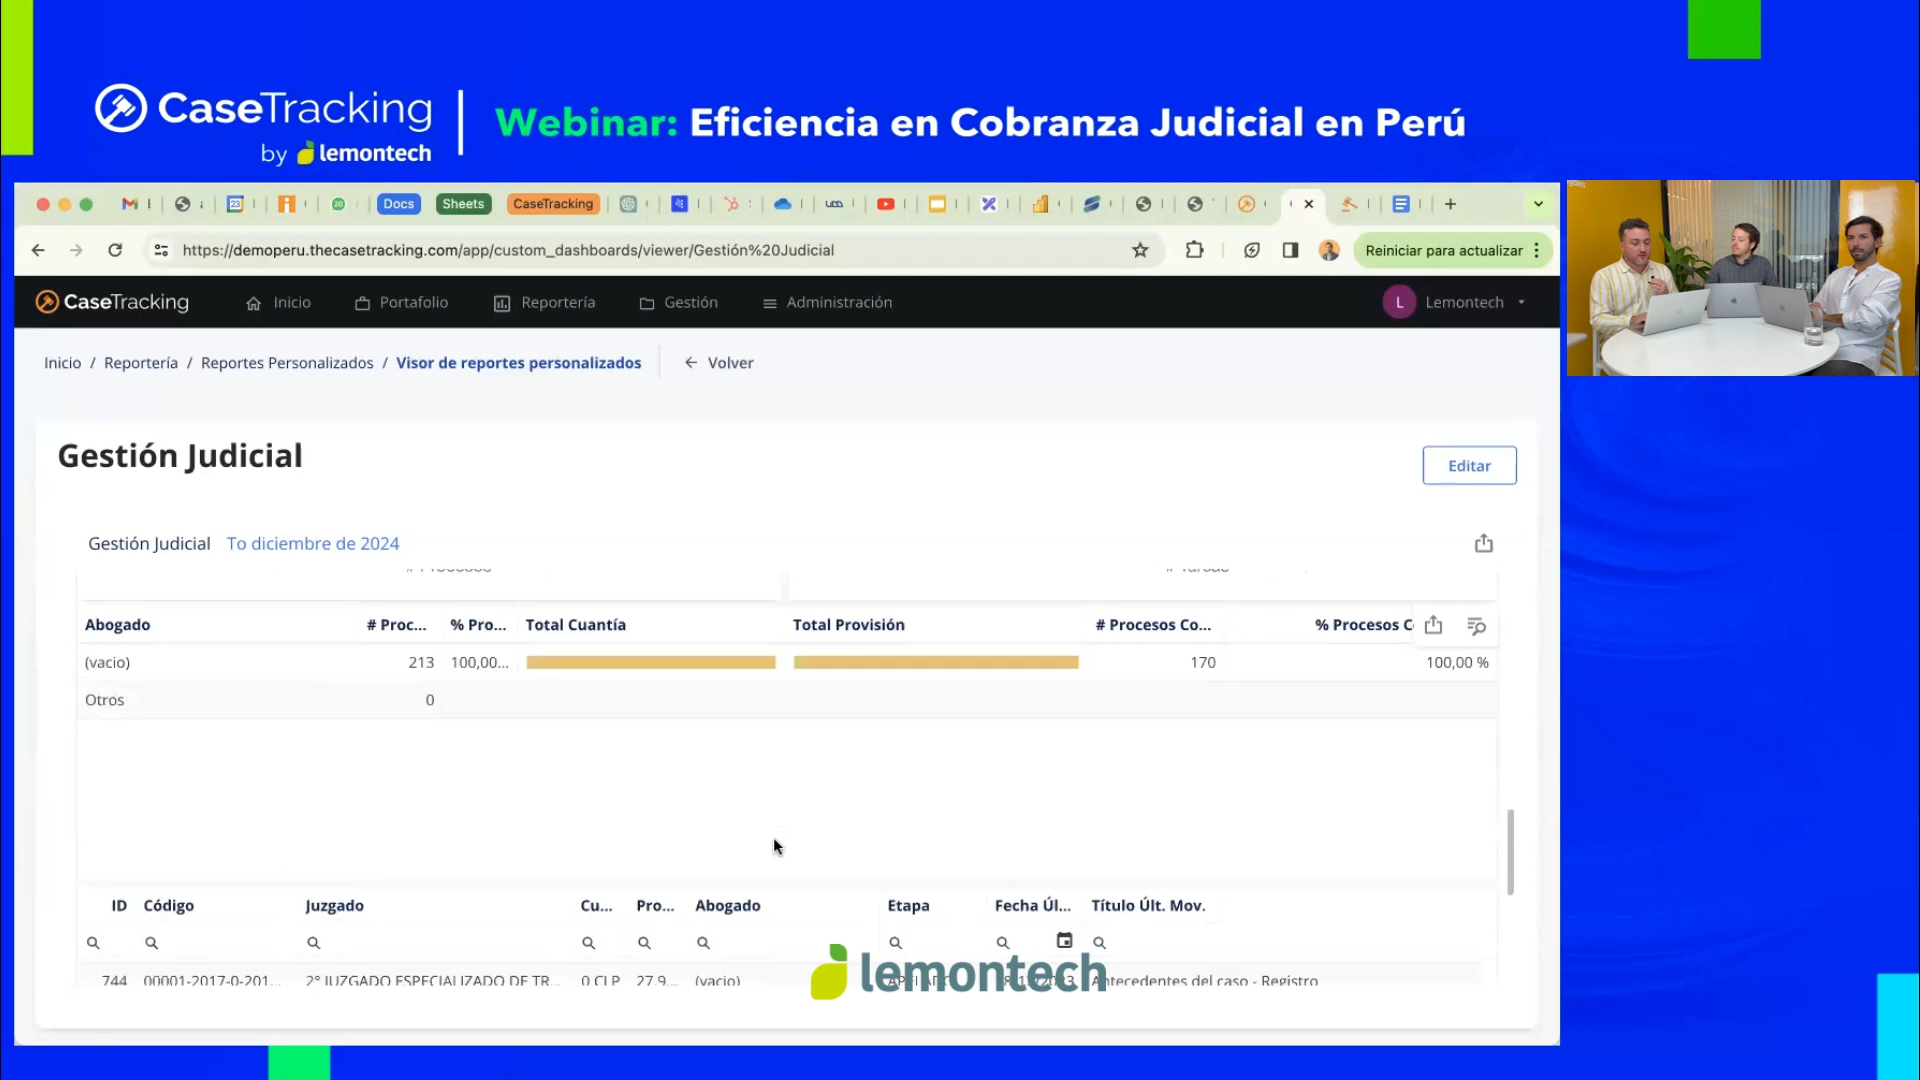 CaseTracking
by lemontech
Webinar: Eficiencia en Cobranza Judicial en Perú
Docs
Sheets
CaseTracking
https://demoperu.thecasetracking.com/app/custom_dashboards/viewer/Gestión%20Judicial
Reiniciar para actualizar
CaseTracking
Inicio
Portafolio
Reportería
Gestión
Administración
L
Lemontech
Inicio / Reportería / Reportes Personalizados / Visor de reportes personalizados
Volver
Gestión Judicial
Editar
Gestión Judicial To diciembre de 2024
Abogado # Proc... % Pro... Total Cuantía Total Provisión # Procesos Co... % Procesos C
(vacio) 213 100,00... 170 100,00 %
Otros 0
ID Código Juzgado Cu... Pro... Abogado Etapa Fecha Úl... Título Últ. Mov.
744 00001-2017-0-201... 2° JUZGADO ESPECIALIZADO DE TR... 0 CLP 27.9... (vacio) Antecedentes del caso - Registro
lemontech